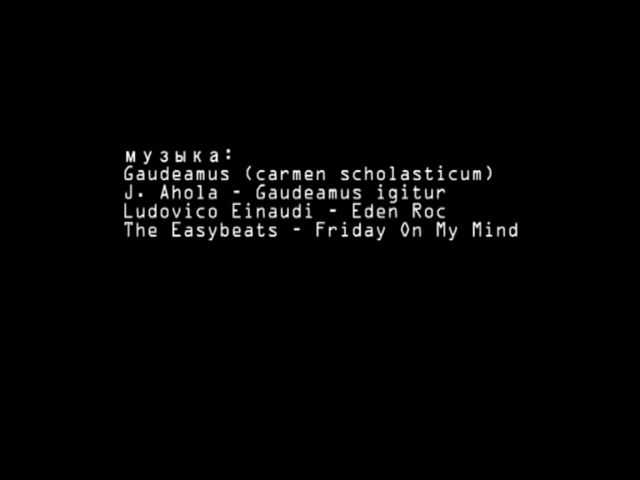 музыка:
Gaudeamus (carmen scholasticum)
J. Ahola - Gaudeamus igitur
Ludovico Einaudi - Eden Roc
The Easybeats - Friday On My Mind